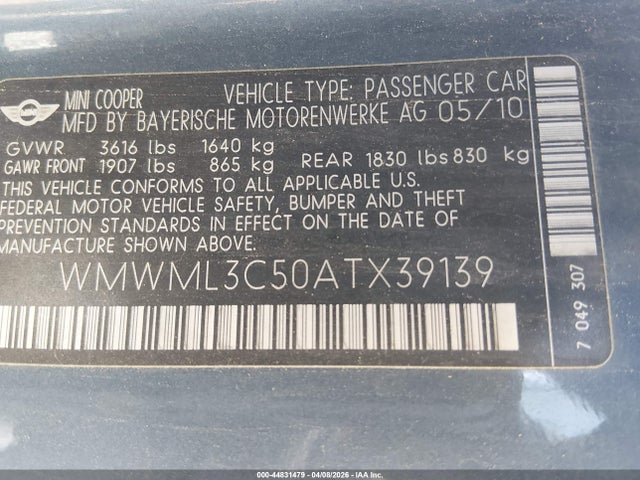 MINI
MINI COOPER VEHICLE TYPE: PASSENGER CAR
MFD BY BAYERISCHE MOTORENWERKE AG 05/10
GVWR 3616 lbs 1640 kg
GAWR FRONT 1907 lbs 865 kg REAR 1830 lbs 830 kg
THIS VEHICLE CONFORMS TO ALL APPLICABLE U.S.
FEDERAL MOTOR VEHICLE SAFETY, BUMPER AND THEFT
PREVENTION STANDARDS IN EFFECT ON THE DATE OF
MANUFACTURE SHOWN ABOVE.
WMWML3C50ATX39139
7 049 307
000-44831479 04/08/2026 IAAI.COM